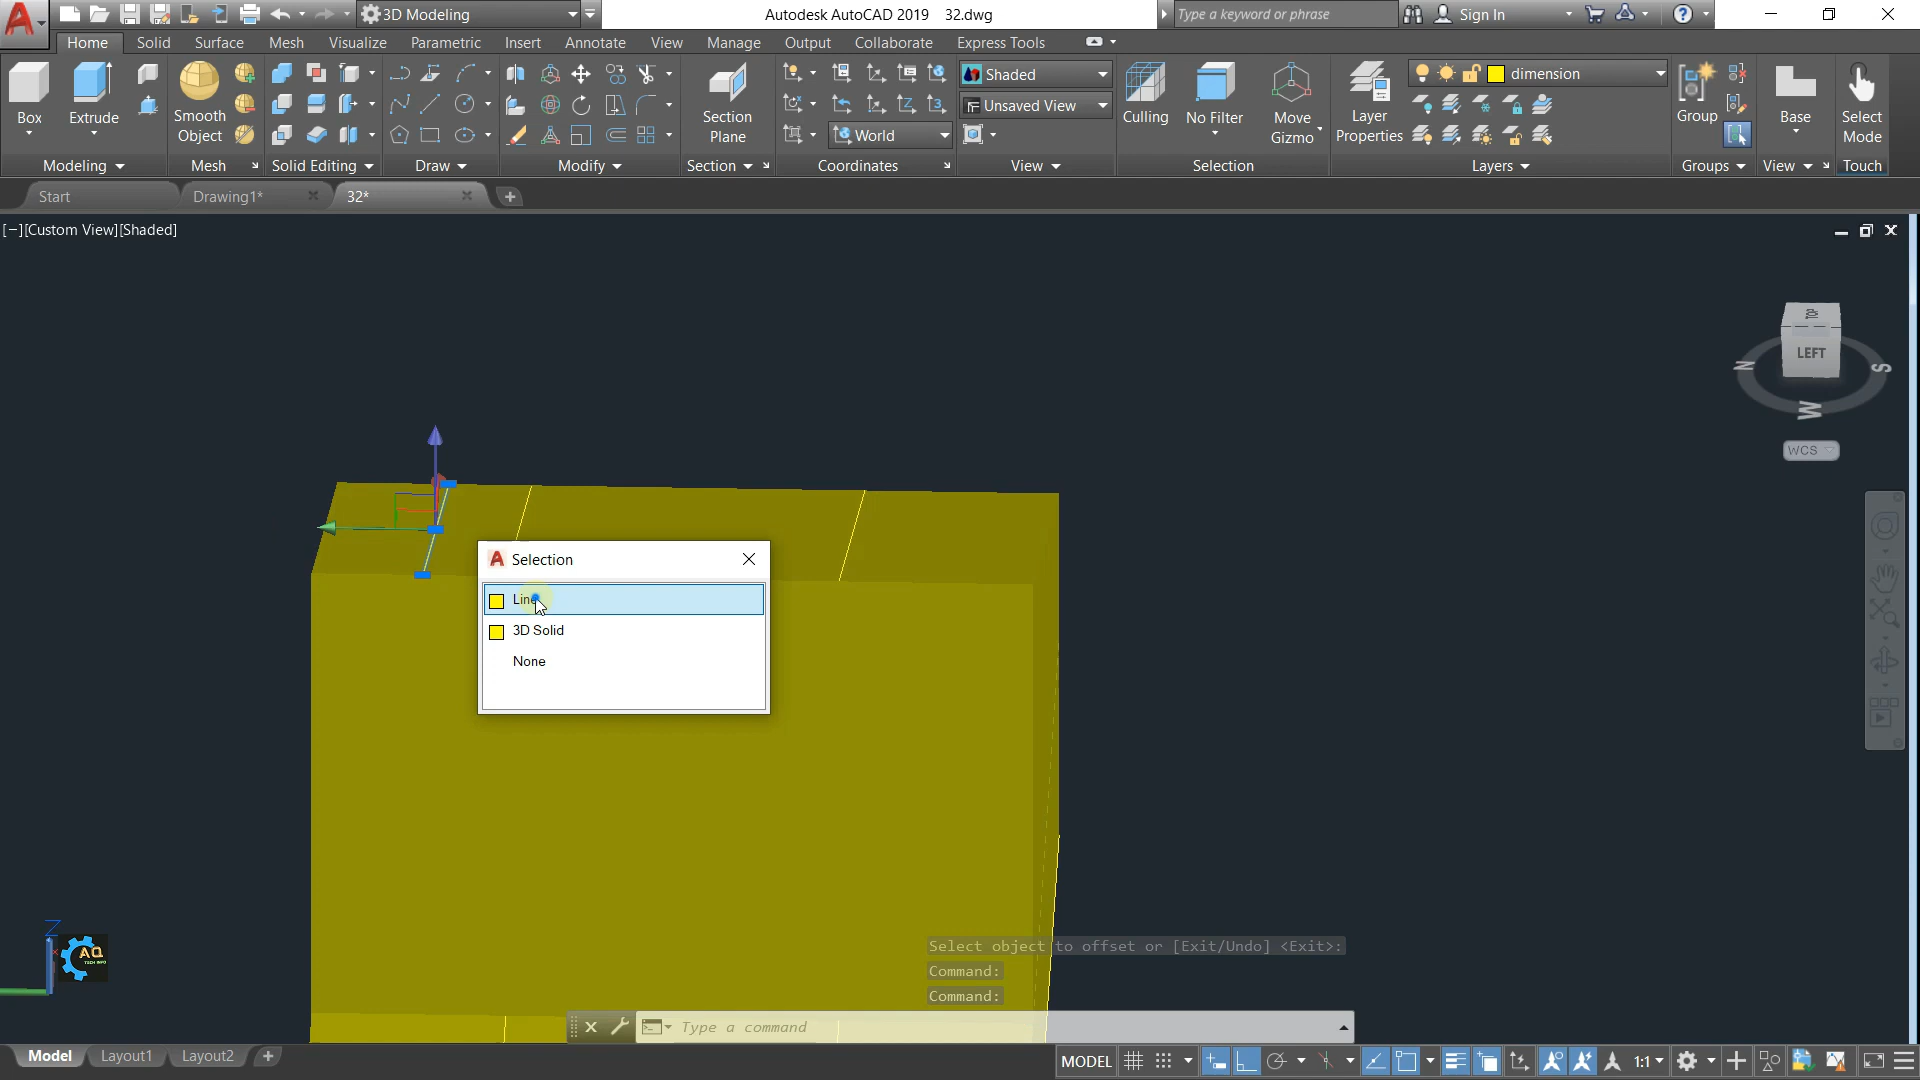 3D Modeling
Autodesk AutoCAD 2019 32.dwg
Type a keyword or phrase
Sign In
Home Solid Surface Mesh Visualize Parametric Insert Annotate View Manage Output Collaborate Express Tools
Box
Extrude
Smooth Object
Section Plane
World
Shaded
Unsaved View
Culling
No Filter
Move Gizmo
Layer Properties
dimension
Group
Base
Select Mode
Modeling Mesh Solid Editing Draw Modify Section Coordinates View Selection Layers Groups View Touch
Start Drawing1* 32*
[−][Custom View][Shaded]
LEFT
N
S
W
WCS
Selection
Line
3D Solid
None
Z
AQ
TECH INFO
Select object to offset or [Exit/Undo] <Exit>:
Command:
Command:
Type a command
Model Layout1 Layout2
MODEL
1:1